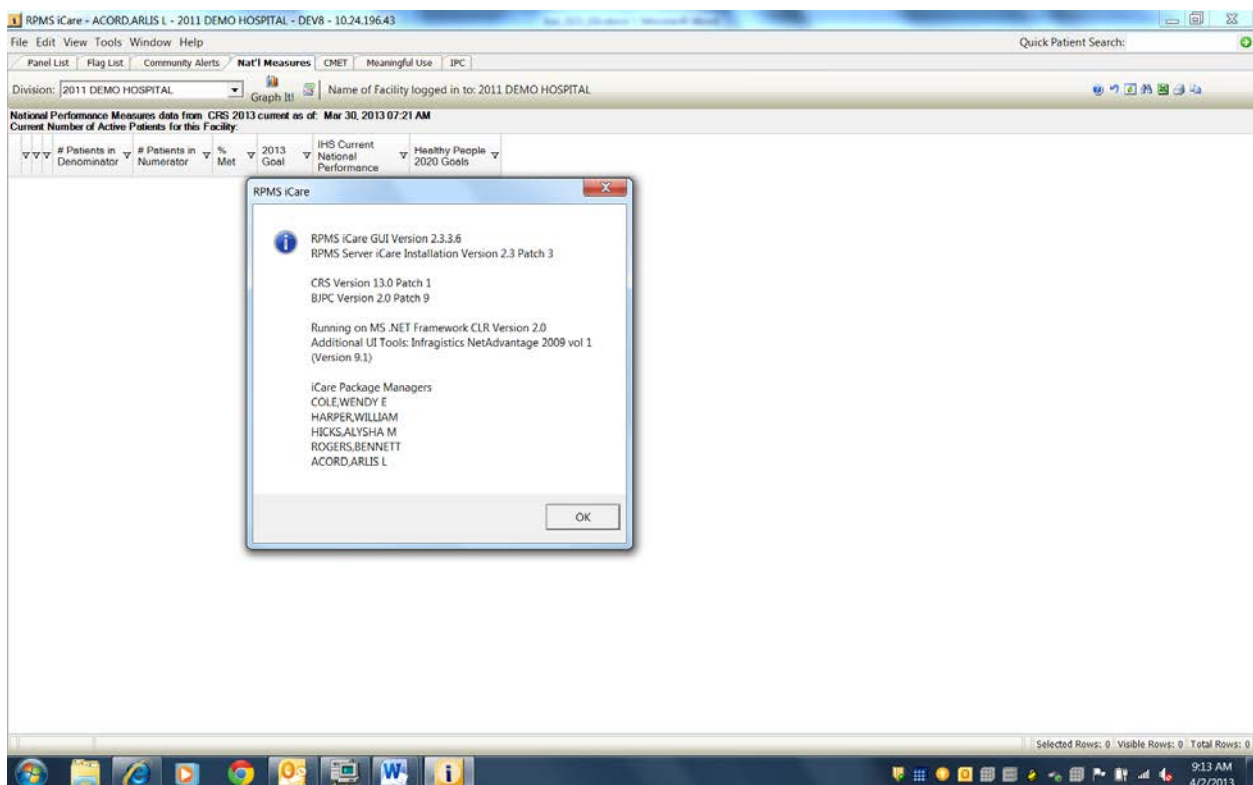 RPMS iCare - ACORD,ARLIS L - 2011 DEMO HOSPITAL - DEV8 - 10.24.196.43
File Edit View Tools Window Help
Quick Patient Search:
Panel List Flag List Community Alerts Nat'l Measures CMET Meaningful Use IPC
Division: 2011 DEMO HOSPITAL Graph It! Name of Facility logged in to: 2011 DEMO HOSPITAL
National Performance Measures data from CRS 2013 current as of: Mar 30, 2013 07:21 AM
Current Number of Active Patients for this Facility:
# Patients in Denominator
# Patients in Numerator
% Met
2013 Goal
IHS Current National Performance
Healthy People 2020 Goals
RPMS iCare
RPMS iCare GUI Version 2.3.3.6
RPMS Server iCare Installation Version 2.3 Patch 3
CRS Version 13.0 Patch 1
BJPC Version 2.0 Patch 9
Running on MS .NET Framework CLR Version 2.0
Additional UI Tools: Infragistics NetAdvantage 2009 vol 1
(Version 9.1)
iCare Package Managers
COLE,WENDY E
HARPER,WILLIAM
HICKS,ALYSHA M
ROGERS,BENNETT
ACORD,ARLIS L
OK
Selected Rows: 0 Visible Rows: 0 Total Rows: 0
9:13 AM
4/2/2013